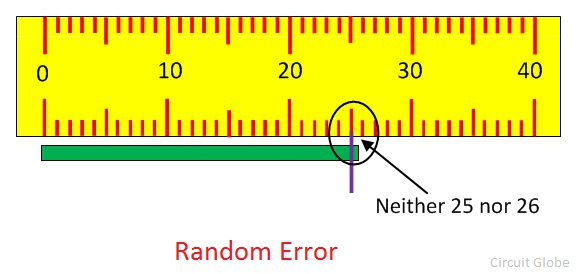 0 10 20 30 40
Neither 25 nor 26
Random Error
Circuit Globe